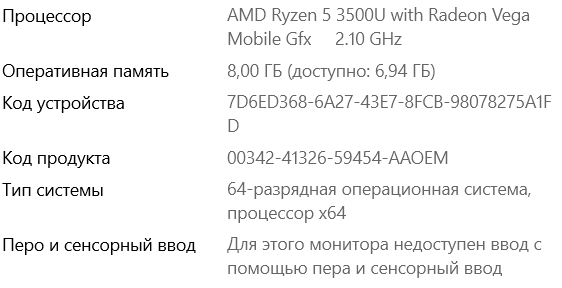 Процессор AMD Ryzen 5 3500U with Radeon Vega
Mobile Gfx 2.10 GHz
Оперативная память 8,00 ГБ (доступно: 6,94 ГБ)
Код устройства 7D6ED368-6A27-43E7-8FCB-98078275A1F
D
Код продукта 00342-41326-59454-AAOEM
Тип системы 64-разрядная операционная система,
процессор x64
Перо и сенсорный ввод Для этого монитора недоступен ввод с
помощью пера и сенсорный ввод